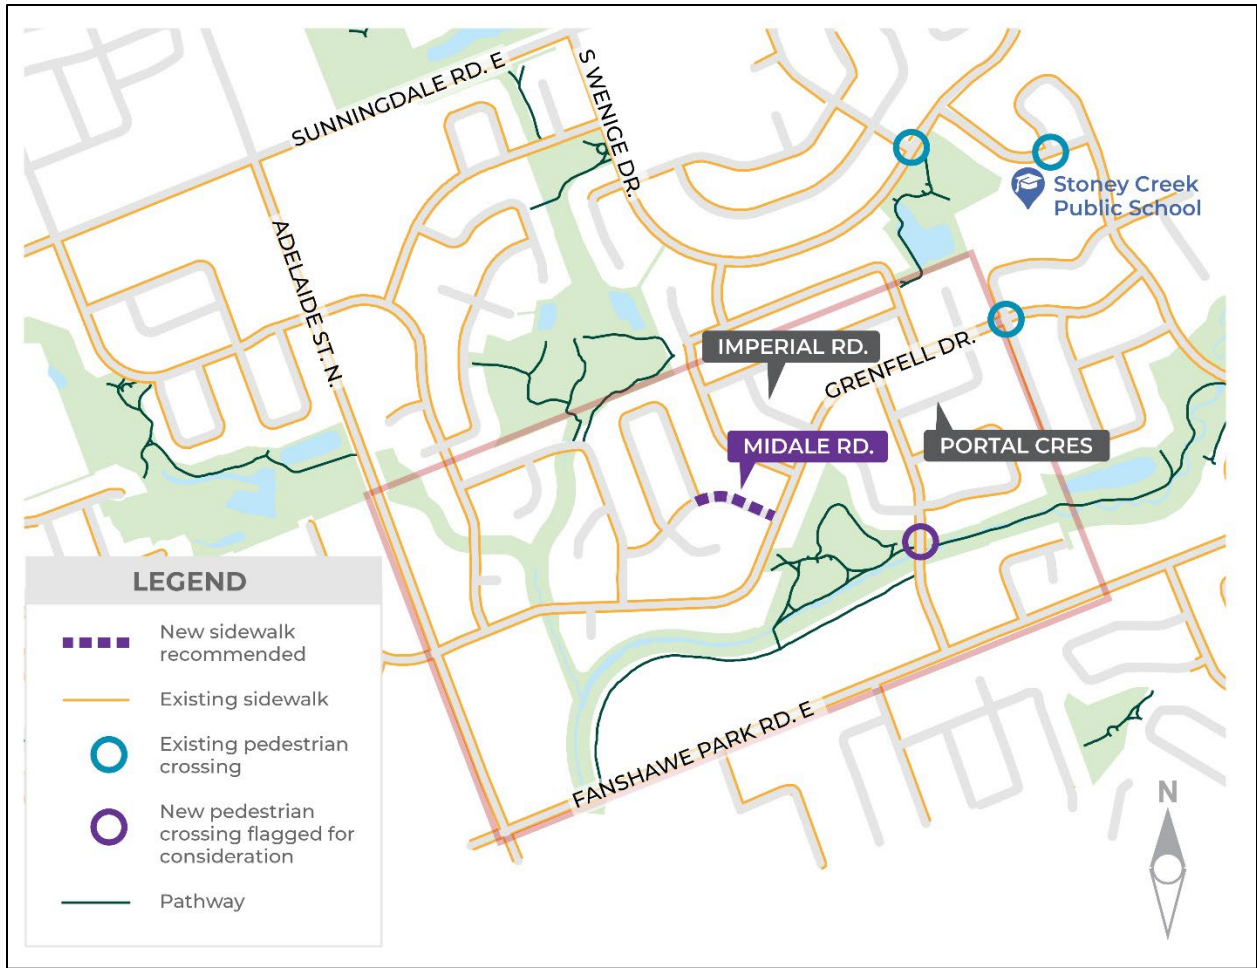 SUNNINGDALE RD. E
S WENIGE DR.
Stoney Creek
Public School
ADELAIDE ST. N.
IMPERIAL RD.
GRENFELL DR.
MIDALE RD.
PORTAL CRES
FANSHAWE PARK RD. E
N
LEGEND
New sidewalk
recommended
Existing sidewalk
Existing pedestrian
crossing
New pedestrian
crossing flagged for
consideration
Pathway